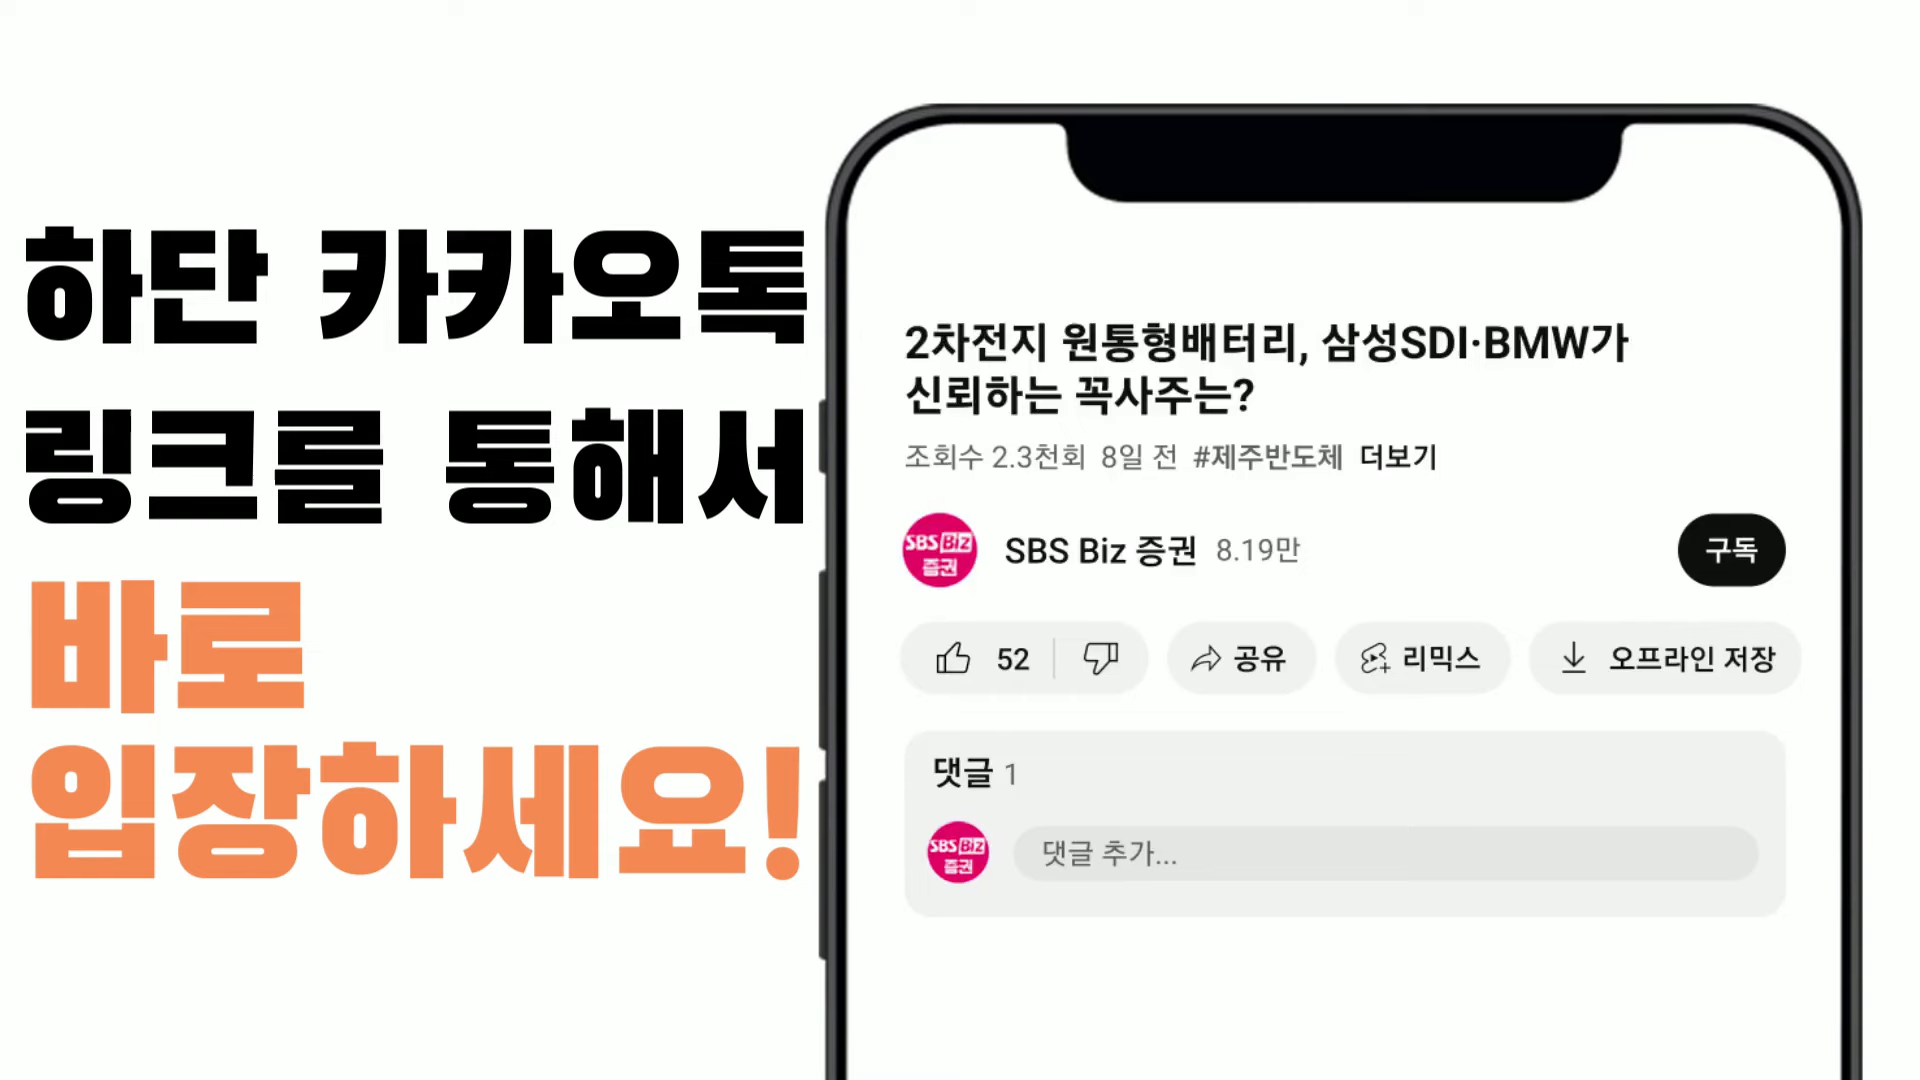 하단 카카오톡
링크를 통해서
바로
입장하세요!
2차전지 원통형배터리, 삼성SDI·BMW가
신뢰하는 꼭사주는?
조회수 2.3천회 8일 전 #제주반도체 더보기
SBS Biz 증권
SBS Biz 증권 8.19만
구독
52
공유
리믹스
오프라인 저장
댓글 1
SBS Biz 증권
댓글 추가...